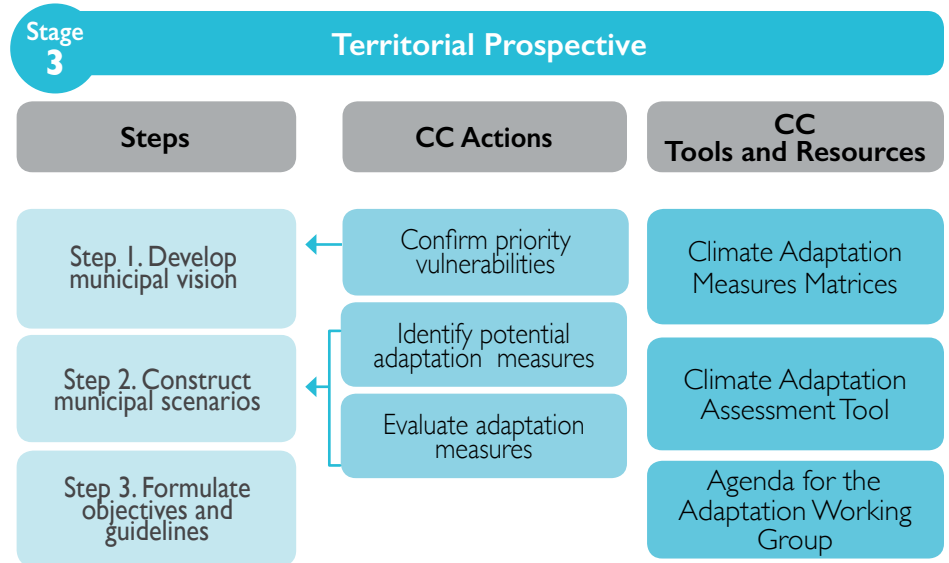 Stage
3
Territorial Prospective
Steps
CC Actions
CC
Tools and Resources
Step 1. Develop
municipal vision
Step 2. Construct
municipal scenarios
Step 3. Formulate
objectives and
guidelines
Confirm priority
vulnerabilities
Identify potential
adaptation measures
Evaluate adaptation
measures
Climate Adaptation
Measures Matrices
Climate Adaptation
Assessment Tool
Agenda for the
Adaptation Working
Group